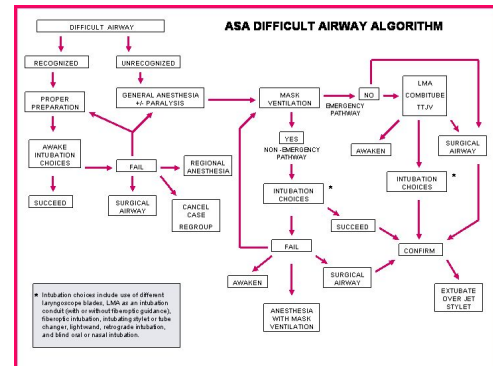 ASA DIFFICULT AIRWAY ALGORITHM
DIFFICULT AIRWAY
RECOGNIZED
UNRECOGNIZED
PROPER
PREPARATION
GENERAL ANESTHESIA
+/- PARALYSIS
MASK
VENTILATION
NO
EMERGENCY
PATHWAY
LMA
COMBITUBE
TTJV
YES
NON -EMERGENCY
PATHWAY
AWAKE
INTUBATION
CHOICES
FAIL
REGIONAL
ANESTHESIA
AWAKEN
SURGICAL
AIRWAY
INTUBATION
CHOICES
*
INTUBATION
CHOICES
*
SUCCEED
SURGICAL
AIRWAY
CANCEL
CASE
REGROUP
SUCCEED
FAIL
CONFIRM
AWAKEN
SURGICAL
AIRWAY
ANESTHESIA
WITH MASK
VENTILATION
EXTUBATE
OVER JET
STYLET
* Intubation choices include use of different
laryngoscope blades, LMA as an intubation
conduit (with or without fiberoptic guidance),
fiberoptic intubation, intubating stylet or tube
changer, lightwand, retrograde intubation,
and blind oral or nasal intubation.